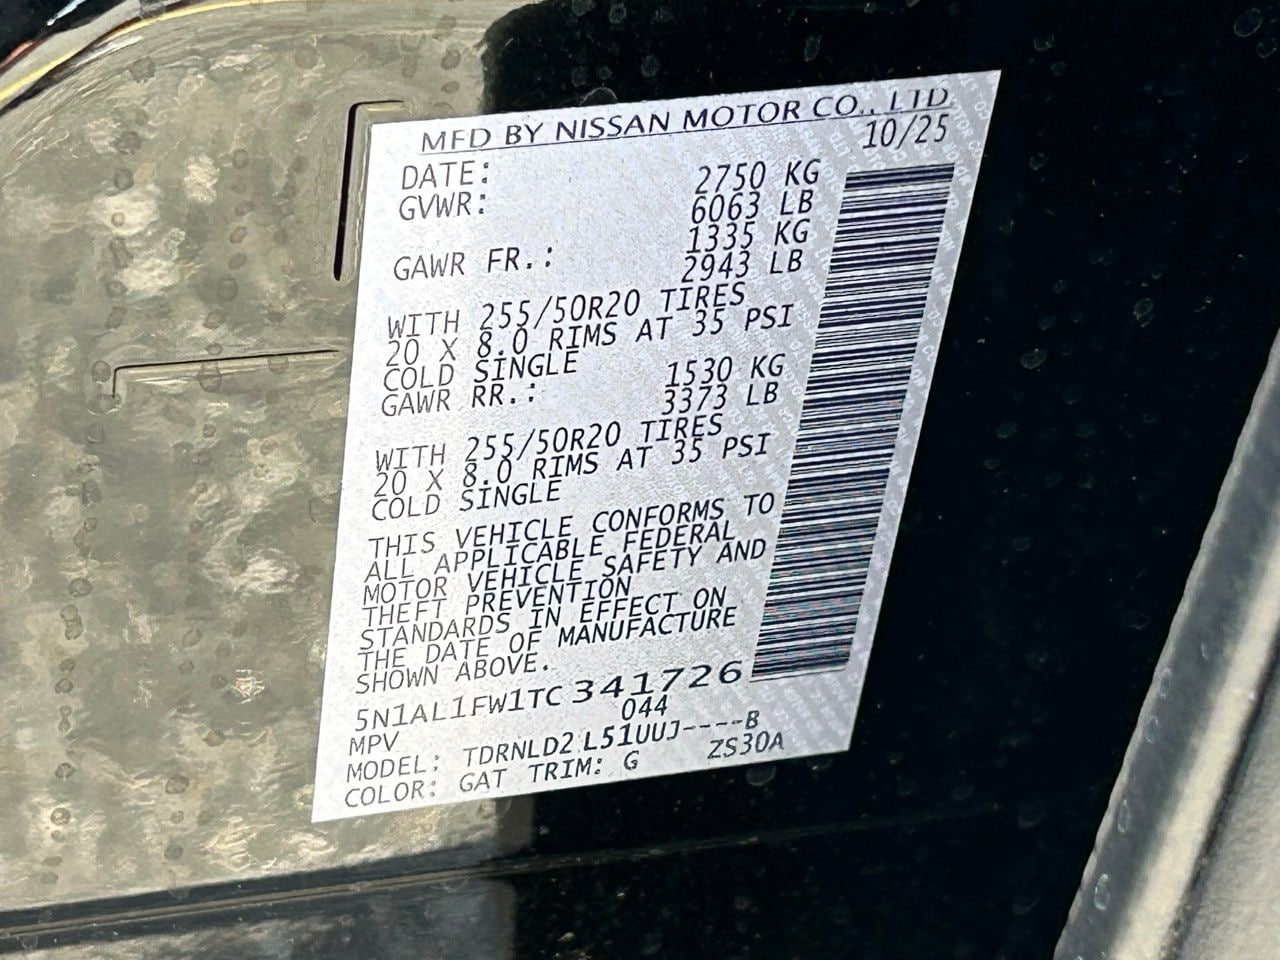 MFD BY NISSAN MOTOR CO., LTD
DATE: 10/25
GVWR: 2750 KG
6063 LB
GAWR FR.: 1335 KG
2943 LB
WITH 255/50R20 TIRES
20 X 8.0 RIMS AT 35 PSI
COLD SINGLE
GAWR RR.: 1530 KG
3373 LB
WITH 255/50R20 TIRES
20 X 8.0 RIMS AT 35 PSI
COLD SINGLE
THIS VEHICLE CONFORMS TO
ALL APPLICABLE FEDERAL
MOTOR VEHICLE SAFETY AND
THEFT PREVENTION
STANDARDS IN EFFECT ON
THE DATE OF MANUFACTURE
SHOWN ABOVE.
5N1AL1FW1TC341726
MPV 044
MODEL: TDRNLD2L51UUJ----B
COLOR: GAT TRIM: G ZS30A